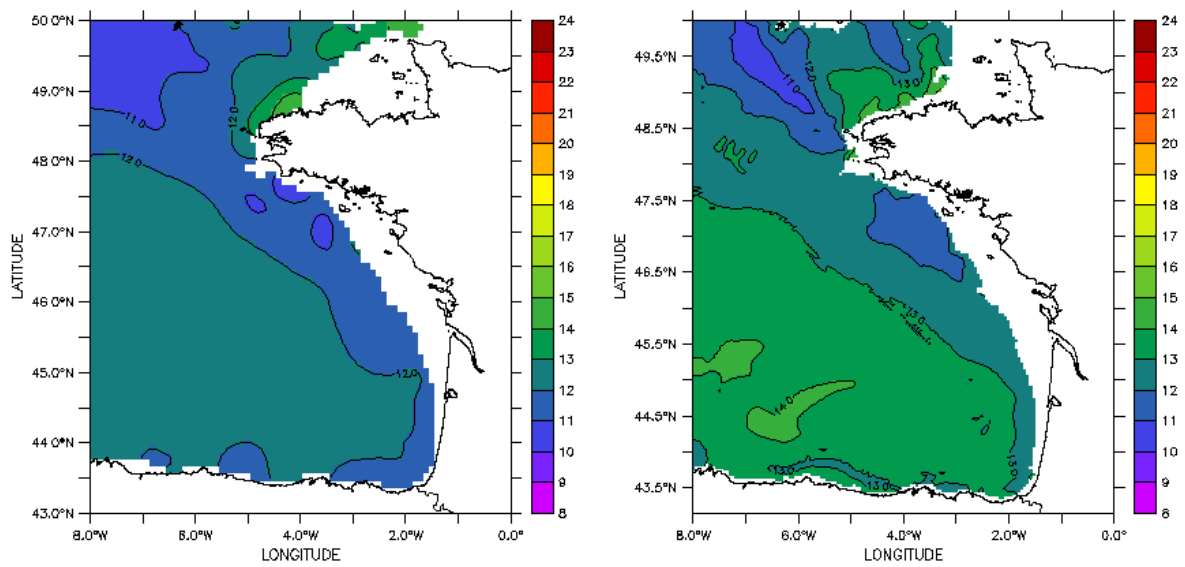 50.0°N
49.0°N
48.0°N
47.0°N
46.0°N
45.0°N
44.0°N
43.0°N
LATITUDE
8.0°W
6.0°W
4.0°W
2.0°W
0.0°
LONGITUDE
11.0
12.0
12.0
12.0
24
23
22
21
20
19
18
17
16
15
14
13
12
11
10
9
8
49.5°N
48.5°N
47.5°N
46.5°N
45.5°N
44.5°N
43.5°N
LATITUDE
8.0°W
6.0°W
4.0°W
2.0°W
0.0°
LONGITUDE
11.0
12.0
13.0
13.0
14.0
13.0
13.0
24
23
22
21
20
19
18
17
16
15
14
13
12
11
10
9
8